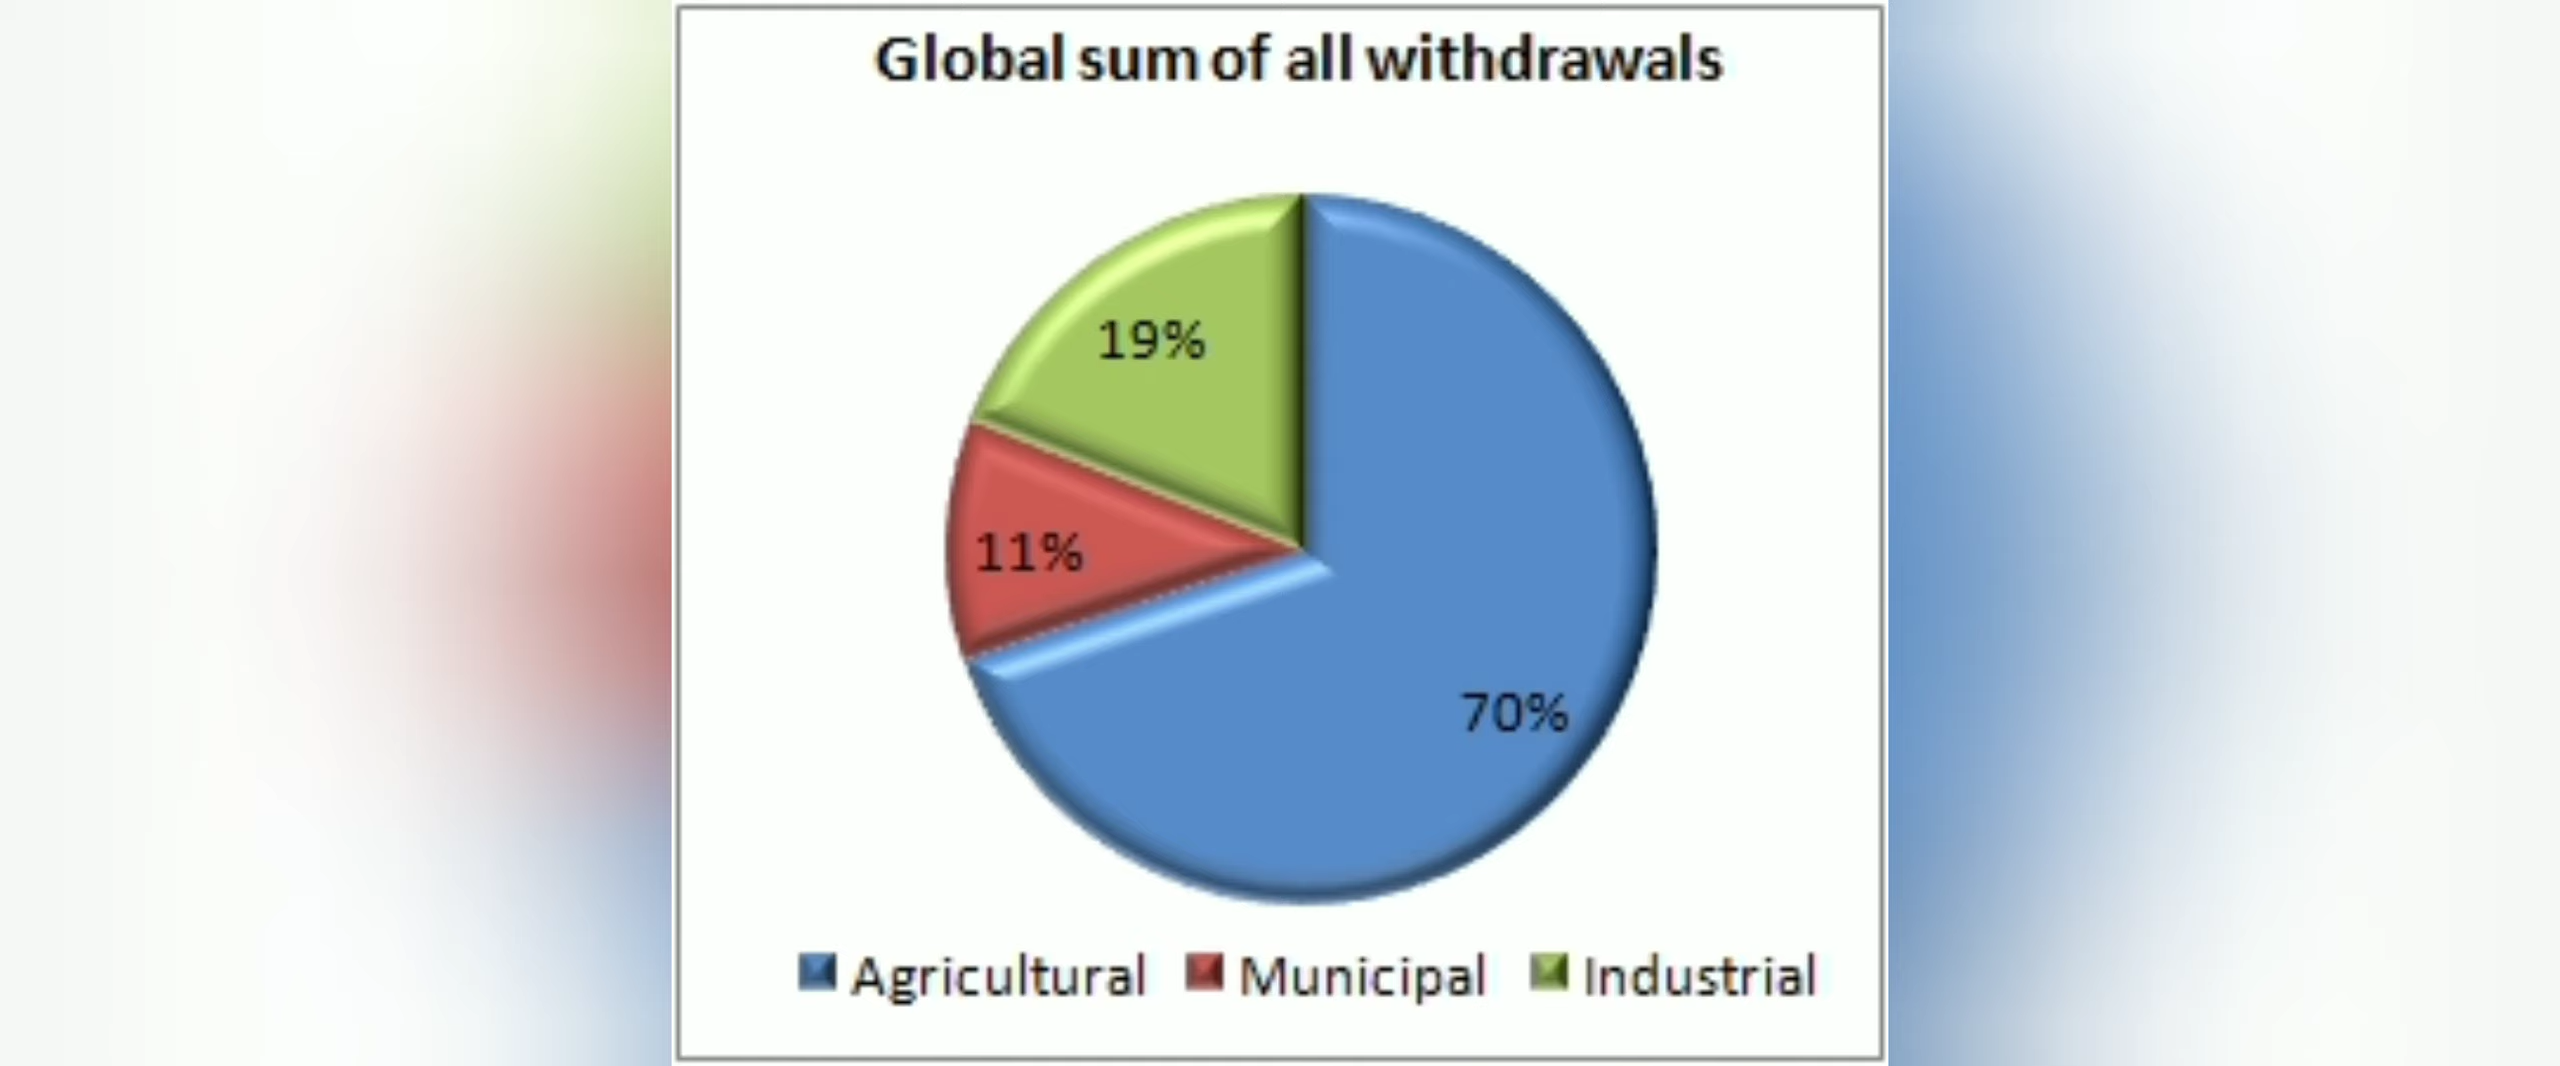 Global sum of all withdrawals
19%
11%
70%
Agricultural Municipal Industrial